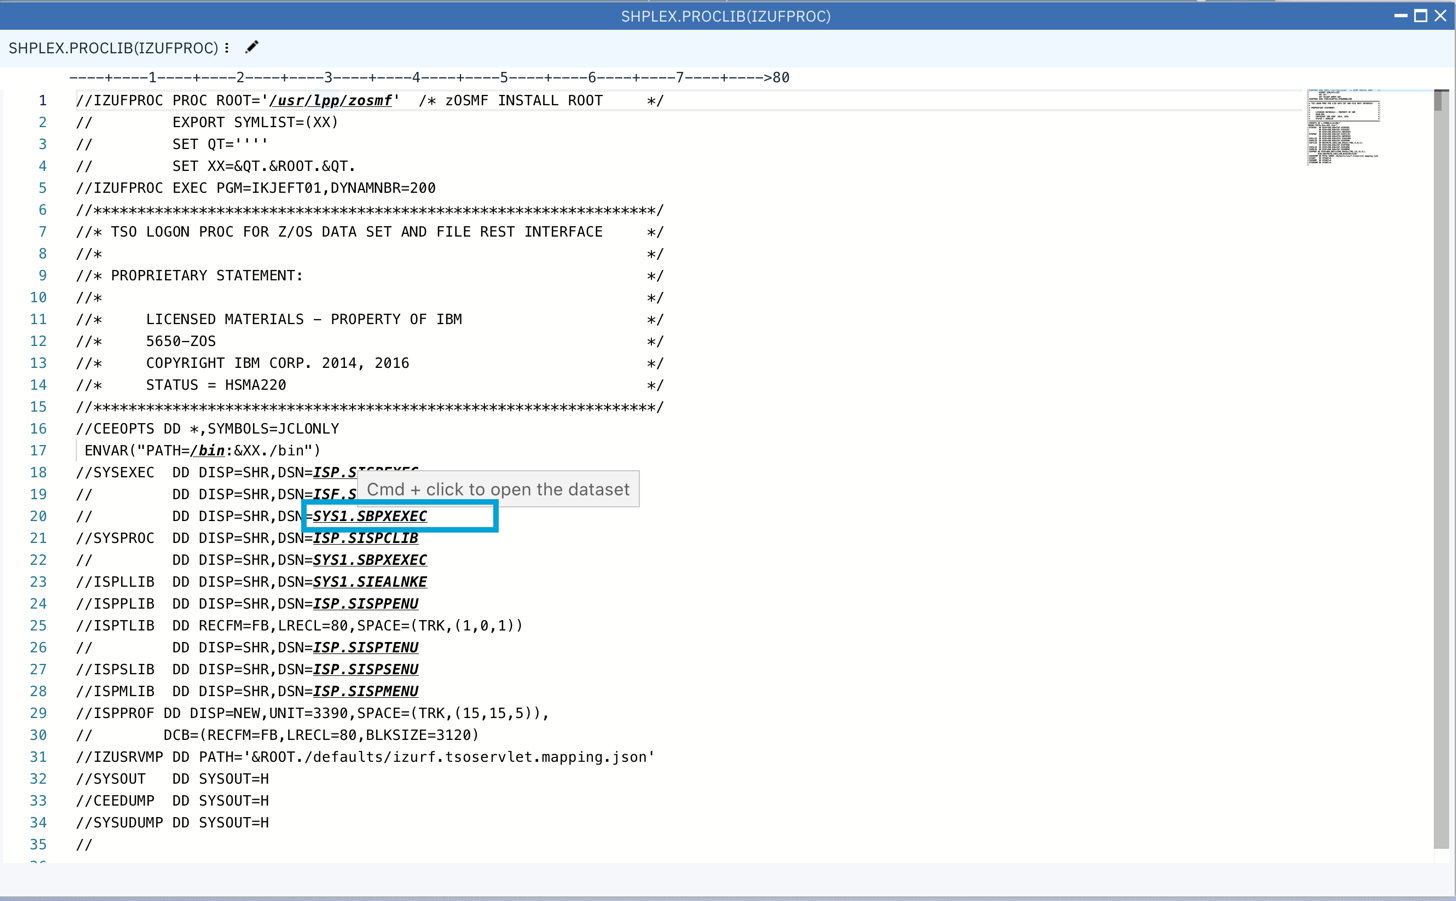 SHPLEX.PROCLIB(IZUFPROC)
SHPLEX.PROCLIB(IZUFPROC)
----+----1----+----2----+----3----+----4----+----5----+----6----+----7----+---->80
1 //IZUFPROC PROC ROOT='/usr/lpp/zosmf'  /* zOSMF INSTALL ROOT     */
2 //         EXPORT SYMLIST=(XX)
3 //         SET QT=''''
4 //         SET XX=&QT.&ROOT.&QT.
5 //IZUFPROC EXEC PGM=IKJEFT01,DYNAMNBR=200
6 //****************************************************************/
7 //* TSO LOGON PROC FOR Z/OS DATA SET AND FILE REST INTERFACE     */
8 //*                                                              */
9 //* PROPRIETARY STATEMENT:                                       */
10 //*                                                              */
11 //*     LICENSED MATERIALS - PROPERTY OF IBM                     */
12 //*     5650-ZOS                                                 */
13 //*     COPYRIGHT IBM CORP. 2014, 2016                           */
14 //*     STATUS = HSMA220                                         */
15 //****************************************************************/
16 //CEEOPTS DD *,SYMBOLS=JCLONLY
17  ENVAR("PATH=/bin:&XX./bin")
18 //SYSEXEC  DD DISP=SHR,DSN=ISP.SISPEXEC
Cmd + click to open the dataset
19 //         DD DISP=SHR,DSN=ISF.S
20 //         DD DISP=SHR,DSN=SYS1.SBPXEXEC
21 //SYSPROC  DD DISP=SHR,DSN=ISP.SISPCLIB
22 //         DD DISP=SHR,DSN=SYS1.SBPXEXEC
23 //ISPLLIB  DD DISP=SHR,DSN=SYS1.SIEALNKE
24 //ISPPLIB  DD DISP=SHR,DSN=ISP.SISPPENU
25 //ISPTLIB  DD RECFM=FB,LRECL=80,SPACE=(TRK,(1,0,1))
26 //         DD DISP=SHR,DSN=ISP.SISPTENU
27 //ISPSLIB  DD DISP=SHR,DSN=ISP.SISPSENU
28 //ISPMLIB  DD DISP=SHR,DSN=ISP.SISPMENU
29 //ISPPROF DD DISP=NEW,UNIT=3390,SPACE=(TRK,(15,15,5)),
30 //        DCB=(RECFM=FB,LRECL=80,BLKSIZE=3120)
31 //IZUSRVMP DD PATH='&ROOT./defaults/izurf.tsoservlet.mapping.json'
32 //SYSOUT   DD SYSOUT=H
33 //CEEDUMP  DD SYSOUT=H
34 //SYSUDUMP DD SYSOUT=H
35 //